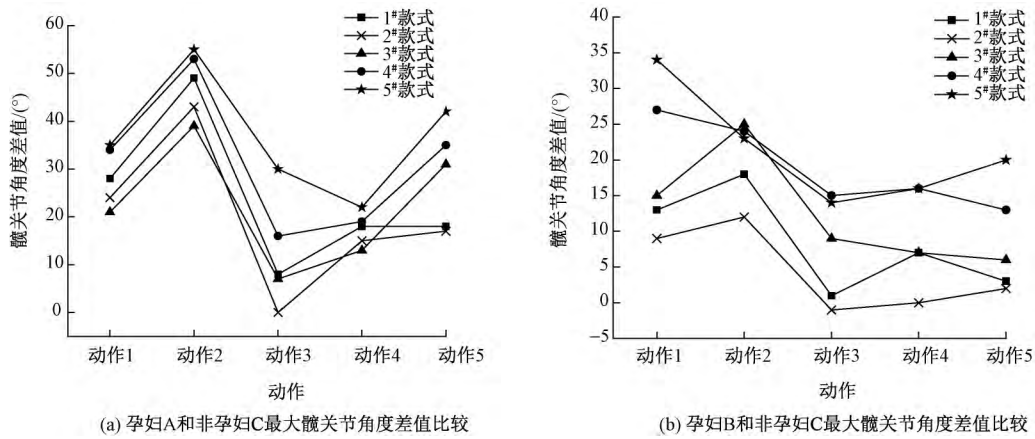 60
50
40
30
20
10
0
髋关节角度差值/(°)
1#款式
2#款式
3#款式
4#款式
5#款式
动作1 动作2 动作3 动作4 动作5
动作
(a) 孕妇A和非孕妇C最大髋关节角度差值比较
40
35
30
25
20
15
10
5
0
-5
髋关节角度差值/(°)
1#款式
2#款式
3#款式
4#款式
5#款式
动作1 动作2 动作3 动作4 动作5
动作
(b) 孕妇B和非孕妇C最大髋关节角度差值比较